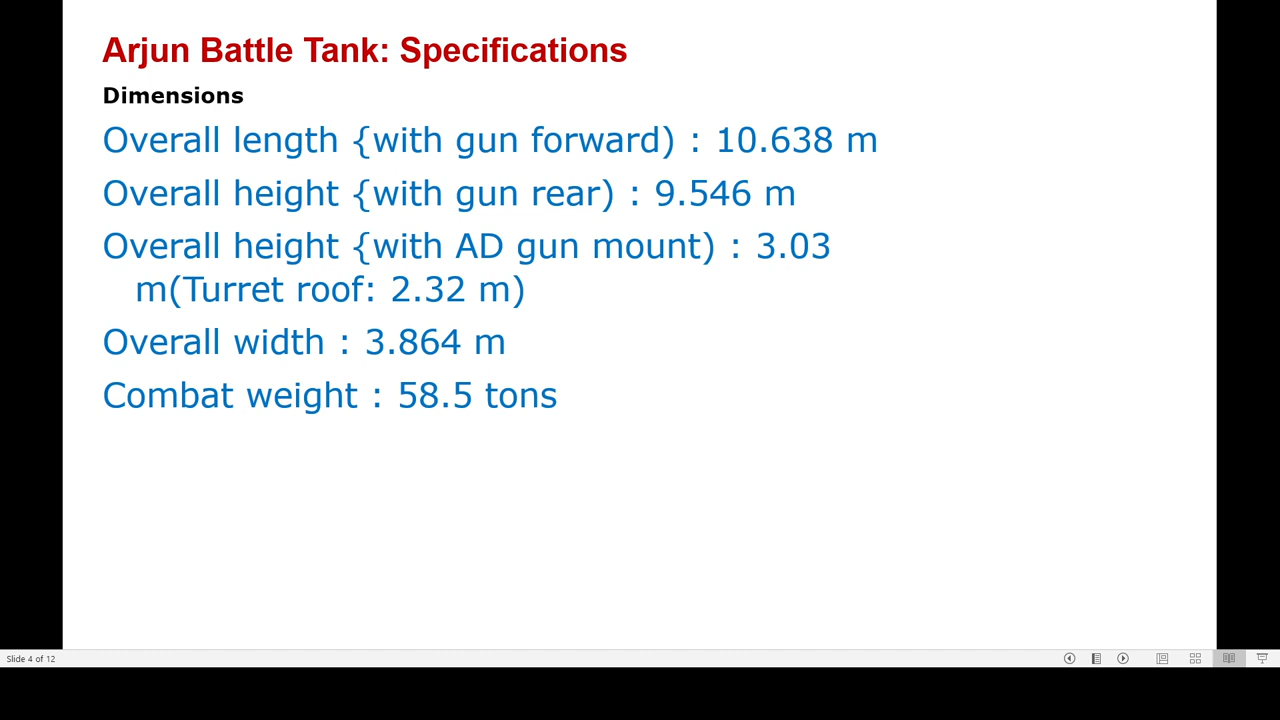 Arjun Battle Tank: Specifications
Dimensions
Overall length {with gun forward) : 10.638 m
Overall height {with gun rear) : 9.546 m
Overall height {with AD gun mount) : 3.03
m(Turret roof: 2.32 m)
Overall width : 3.864 m
Combat weight : 58.5 tons
Slide 4 of 12